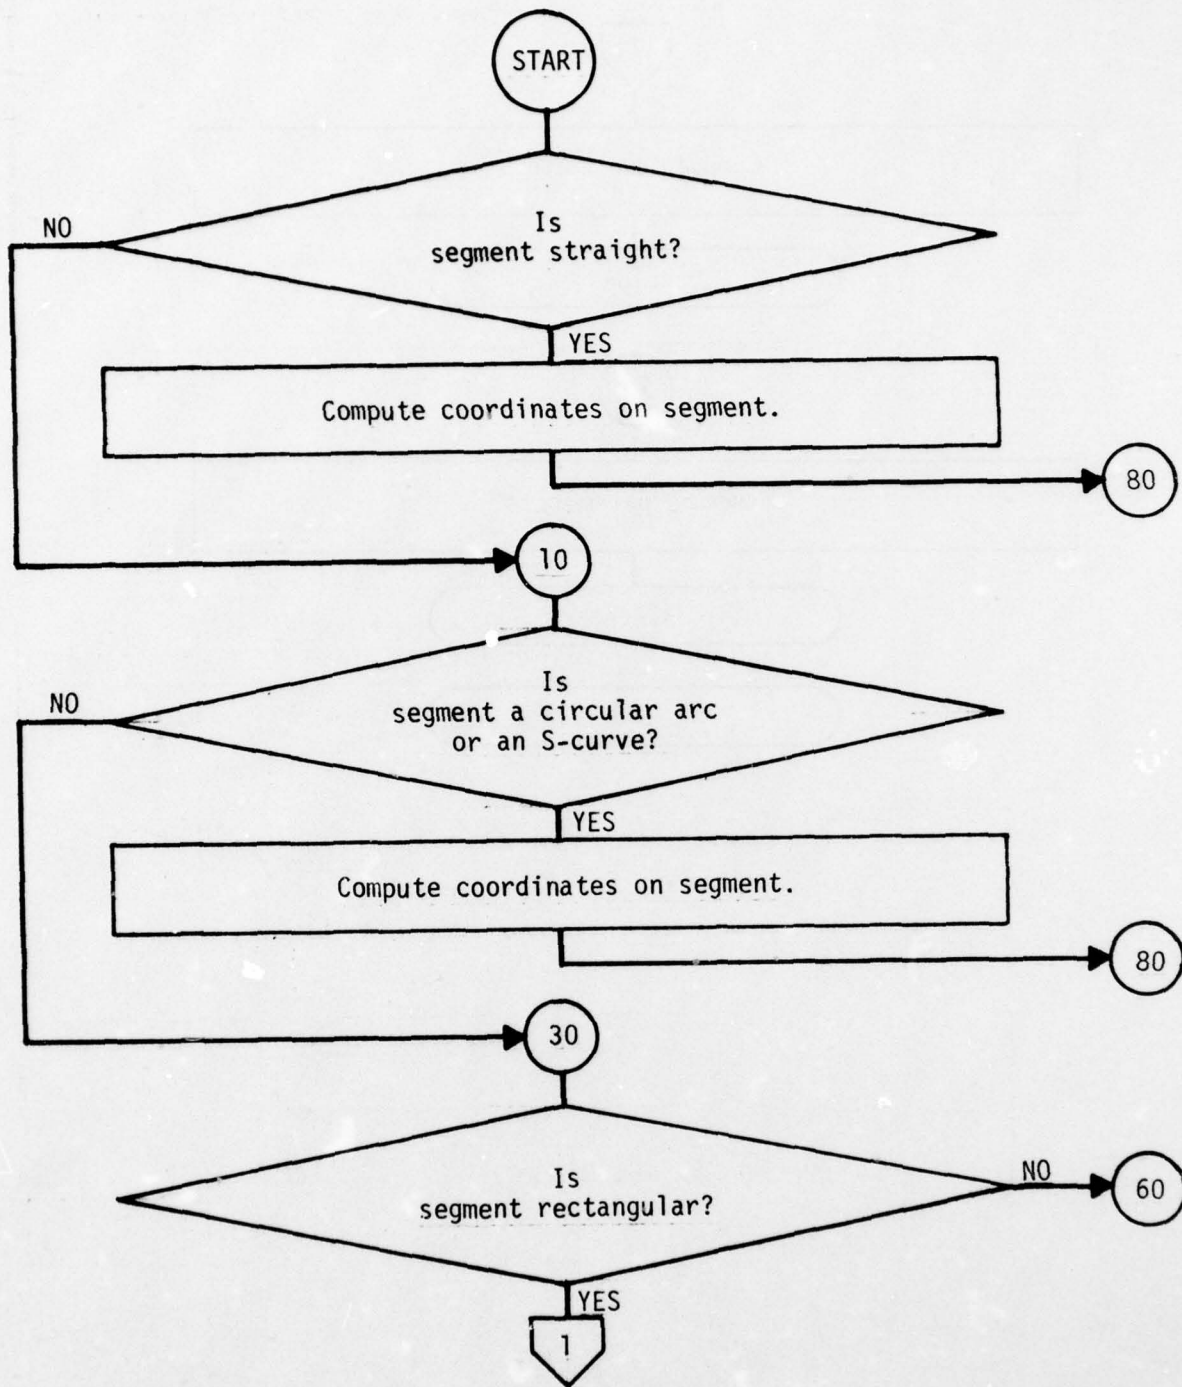 START
NO
Is
segment straight?
YES
Compute coordinates on segment.
80
10
NO
Is
segment a circular arc
or an S-curve?
YES
Compute coordinates on segment.
80
30
Is
segment rectangular?
NO
60
YES
1